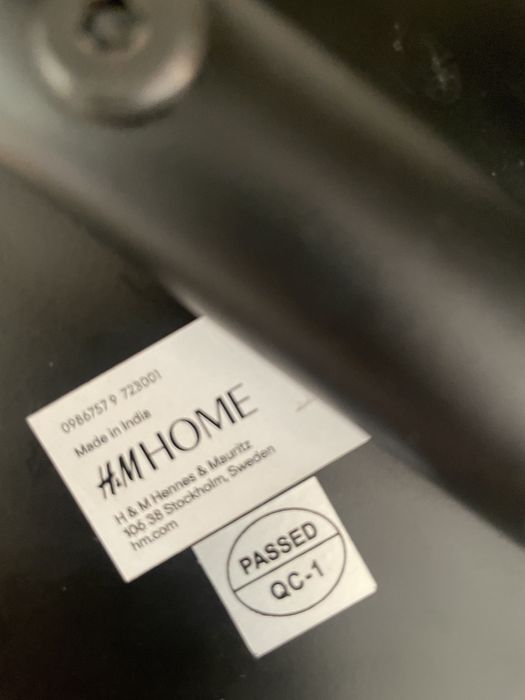 0986757 9 723001
Made in India
H&M HOME
H & M Hennes & Mauritz
106 38 Stockholm, Sweden
hm.com
PASSED
QC-1